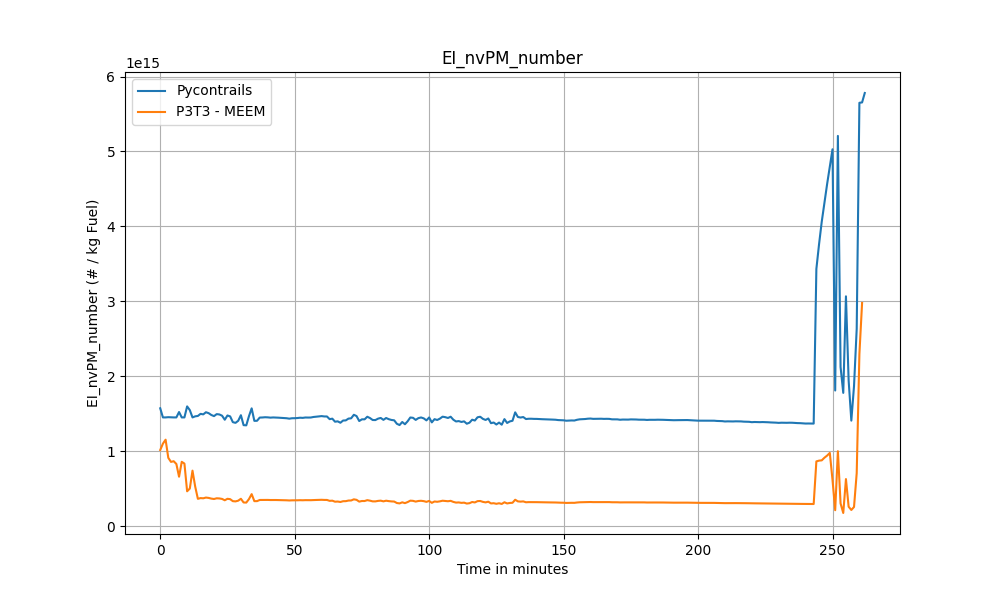 EI_nvPM_number
1e15
Pycontrails
P3T3 - MEEM
EI_nvPM_number (# / kg Fuel)
6
5
4
3
2
1
0
0 50 100 150 200 250
Time in minutes